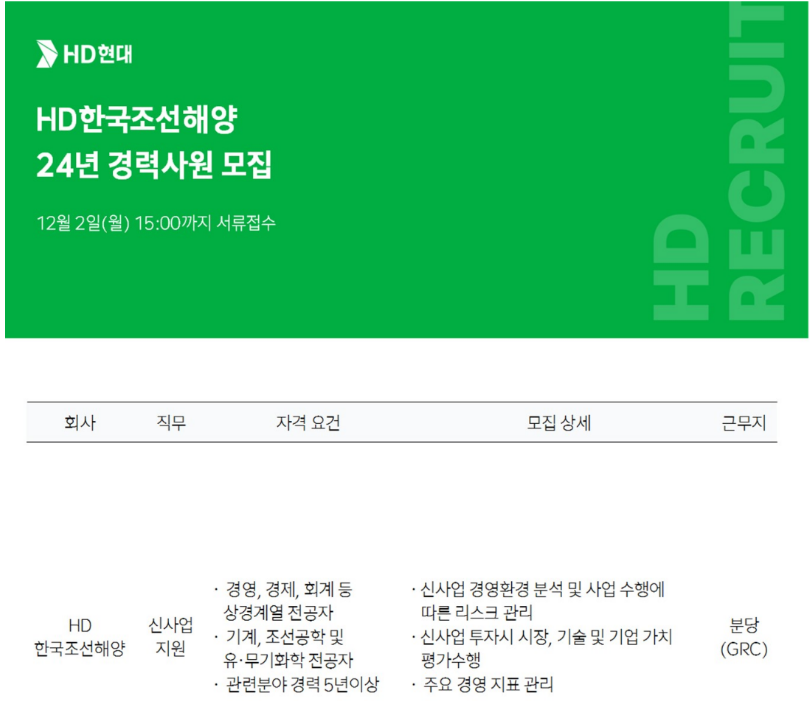 HD현대
HD한국조선해양
24년 경력사원 모집
12월 2일(월) 15:00까지 서류접수
HD
RECRUIT
회사 직무 자격 요건 모집 상세 근무지
HD
한국조선해양
신사업
지원
· 경영, 경제, 회계 등
상경계열 전공자
· 기계, 조선공학 및
유·무기화학 전공자
· 관련분야 경력 5년이상
· 신사업 경영환경 분석 및 사업 수행에
따른 리스크 관리
· 신사업 투자시 시장, 기술 및 기업 가치
평가수행
· 주요 경영 지표 관리
분당
(GRC)